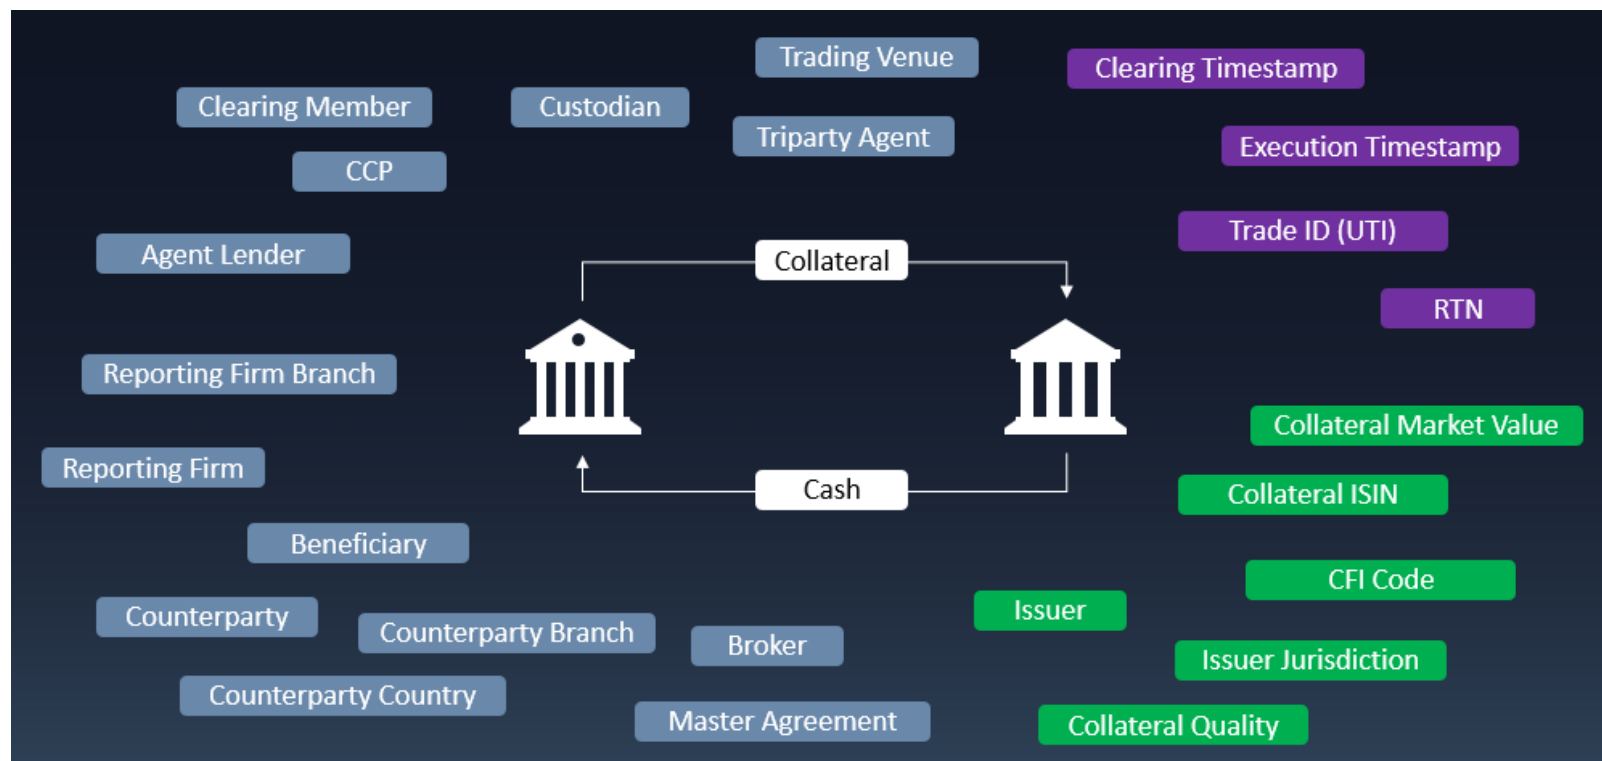 Trading Venue
Clearing Timestamp
Clearing Member
Custodian
Triparty Agent
Execution Timestamp
CCP
Trade ID (UTI)
Agent Lender
Collateral
RTN
Reporting Firm Branch
Collateral Market Value
Reporting Firm
Cash
Collateral ISIN
Beneficiary
CFI Code
Counterparty
Issuer
Counterparty Branch
Broker
Issuer Jurisdiction
Counterparty Country
Master Agreement
Collateral Quality